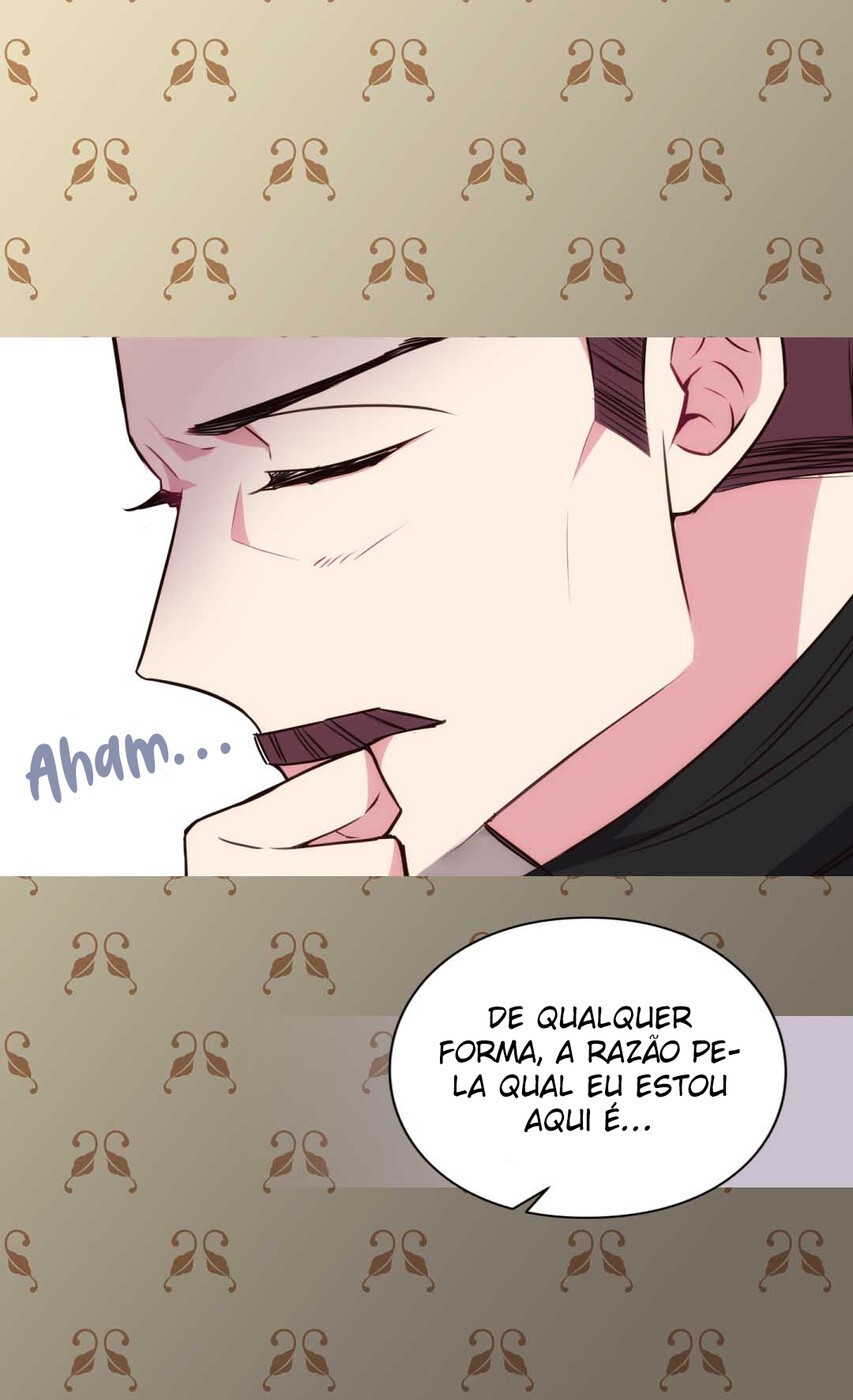 Aham...
DE QUALQUER
FORMA, A RAZÃO PE-
LA QUAL EU ESTOU
AQUI É...